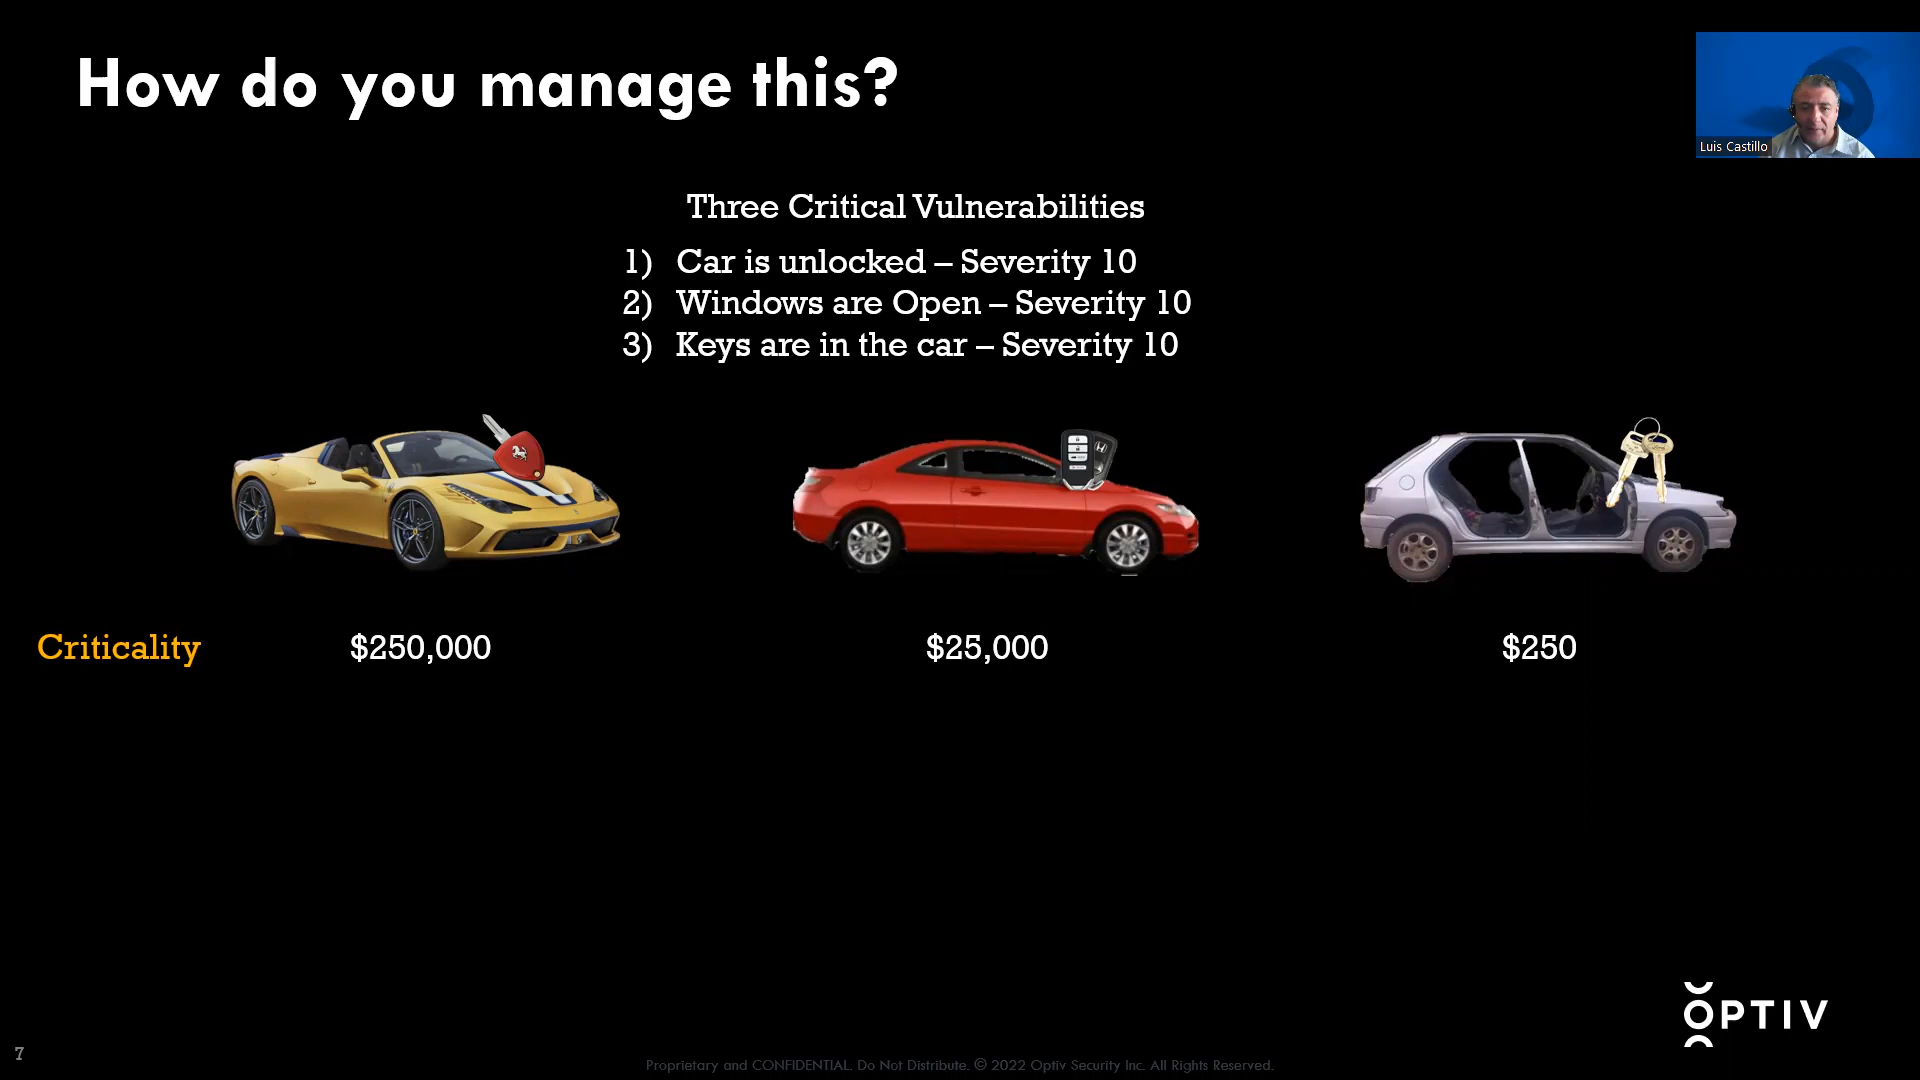 How do you manage this?
Luis Castillo
Three Critical Vulnerabilities
1) Car is unlocked – Severity 10
2) Windows are Open – Severity 10
3) Keys are in the car – Severity 10
Criticality $250,000 $25,000 $250
OPTIV
7
Proprietary and CONFIDENTIAL. Do Not Distribute. © 2022 Optiv Security Inc. All Rights Reserved.